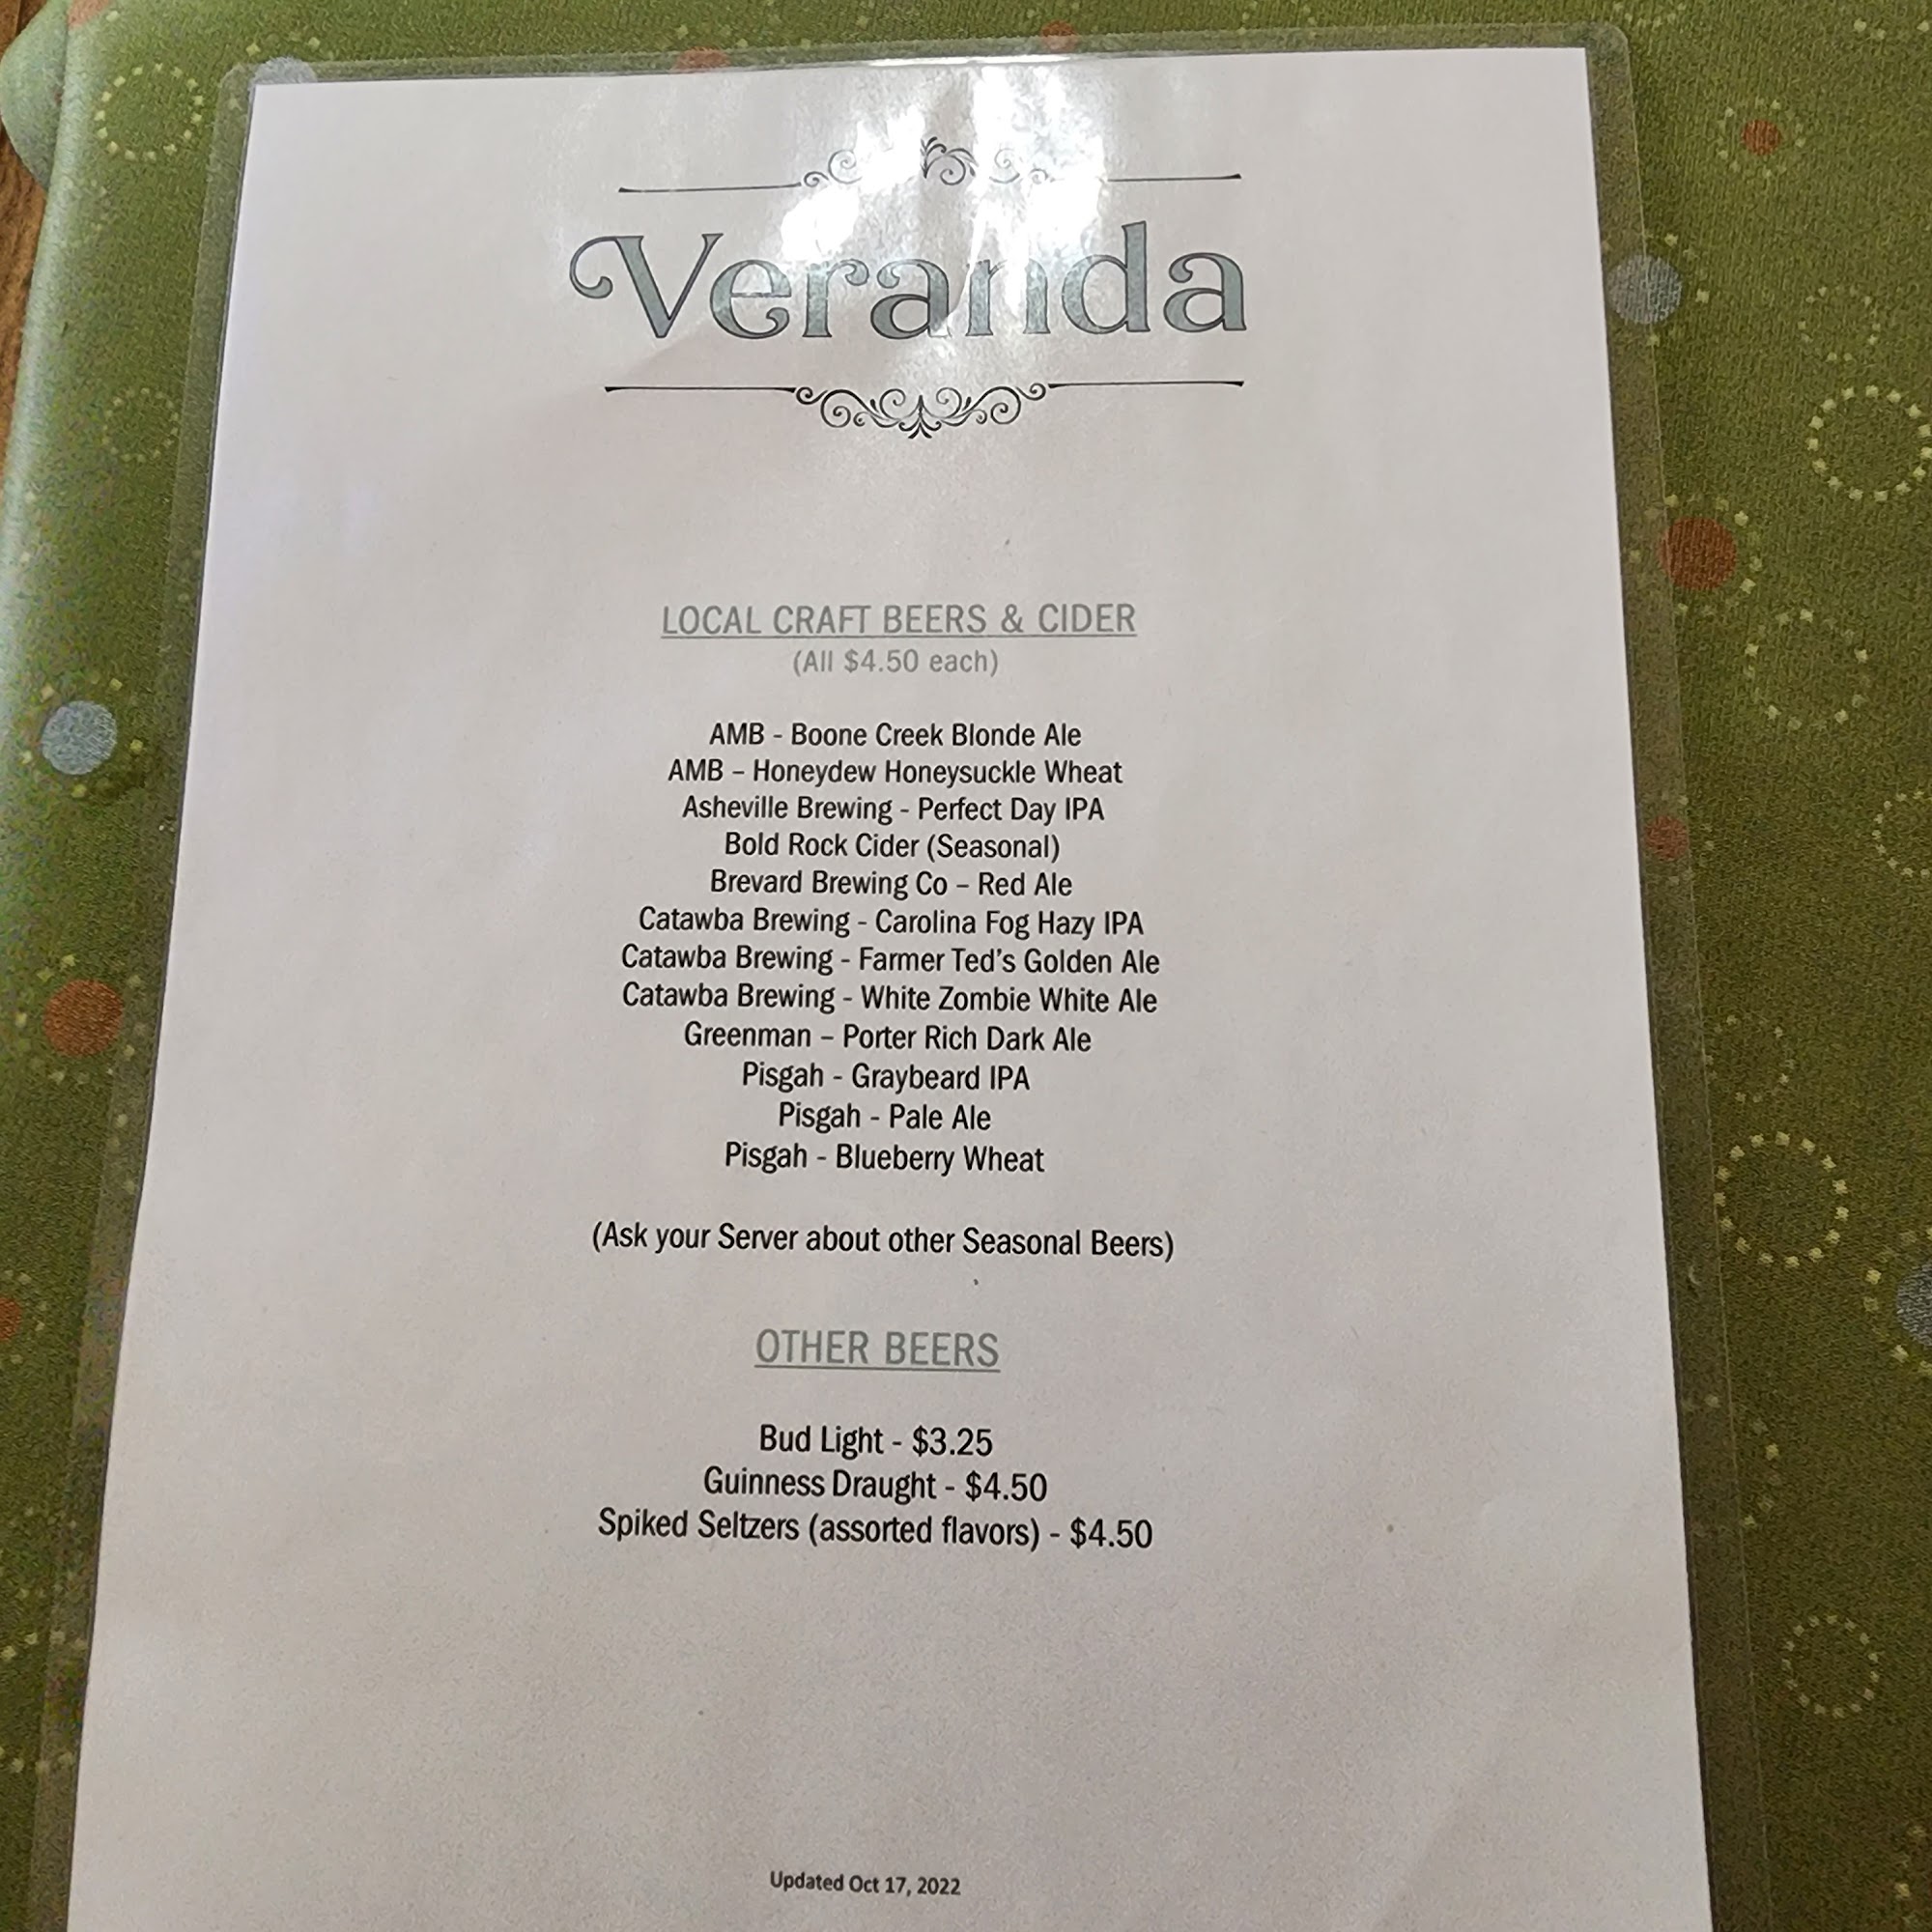 Veranda
LOCAL CRAFT BEERS & CIDER
(All $4.50 each)
AMB - Boone Creek Blonde Ale
AMB – Honeydew Honeysuckle Wheat
Asheville Brewing - Perfect Day IPA
Bold Rock Cider (Seasonal)
Brevard Brewing Co – Red Ale
Catawba Brewing - Carolina Fog Hazy IPA
Catawba Brewing - Farmer Ted’s Golden Ale
Catawba Brewing - White Zombie White Ale
Greenman – Porter Rich Dark Ale
Pisgah - Graybeard IPA
Pisgah - Pale Ale
Pisgah - Blueberry Wheat
(Ask your Server about other Seasonal Beers)
OTHER BEERS
Bud Light - $3.25
Guinness Draught - $4.50
Spiked Seltzers (assorted flavors) - $4.50
Updated Oct 17, 2022